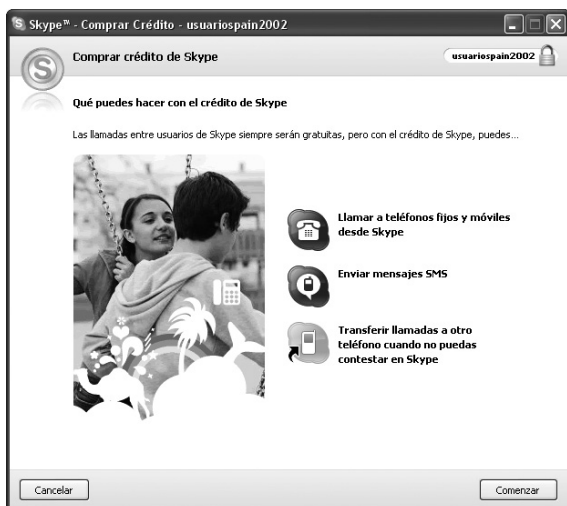 Skype™ - Comprar Crédito - usuariospain2002
Comprar crédito de Skype
usuariospain2002
Qué puedes hacer con el crédito de Skype
Las llamadas entre usuarios de Skype siempre serán gratuitas, pero con el crédito de Skype, puedes...
Llamar a teléfonos fijos y móviles
desde Skype
Enviar mensajes SMS
Transferir llamadas a otro
teléfono cuando no puedas
contestar en Skype
Cancelar
Comenzar